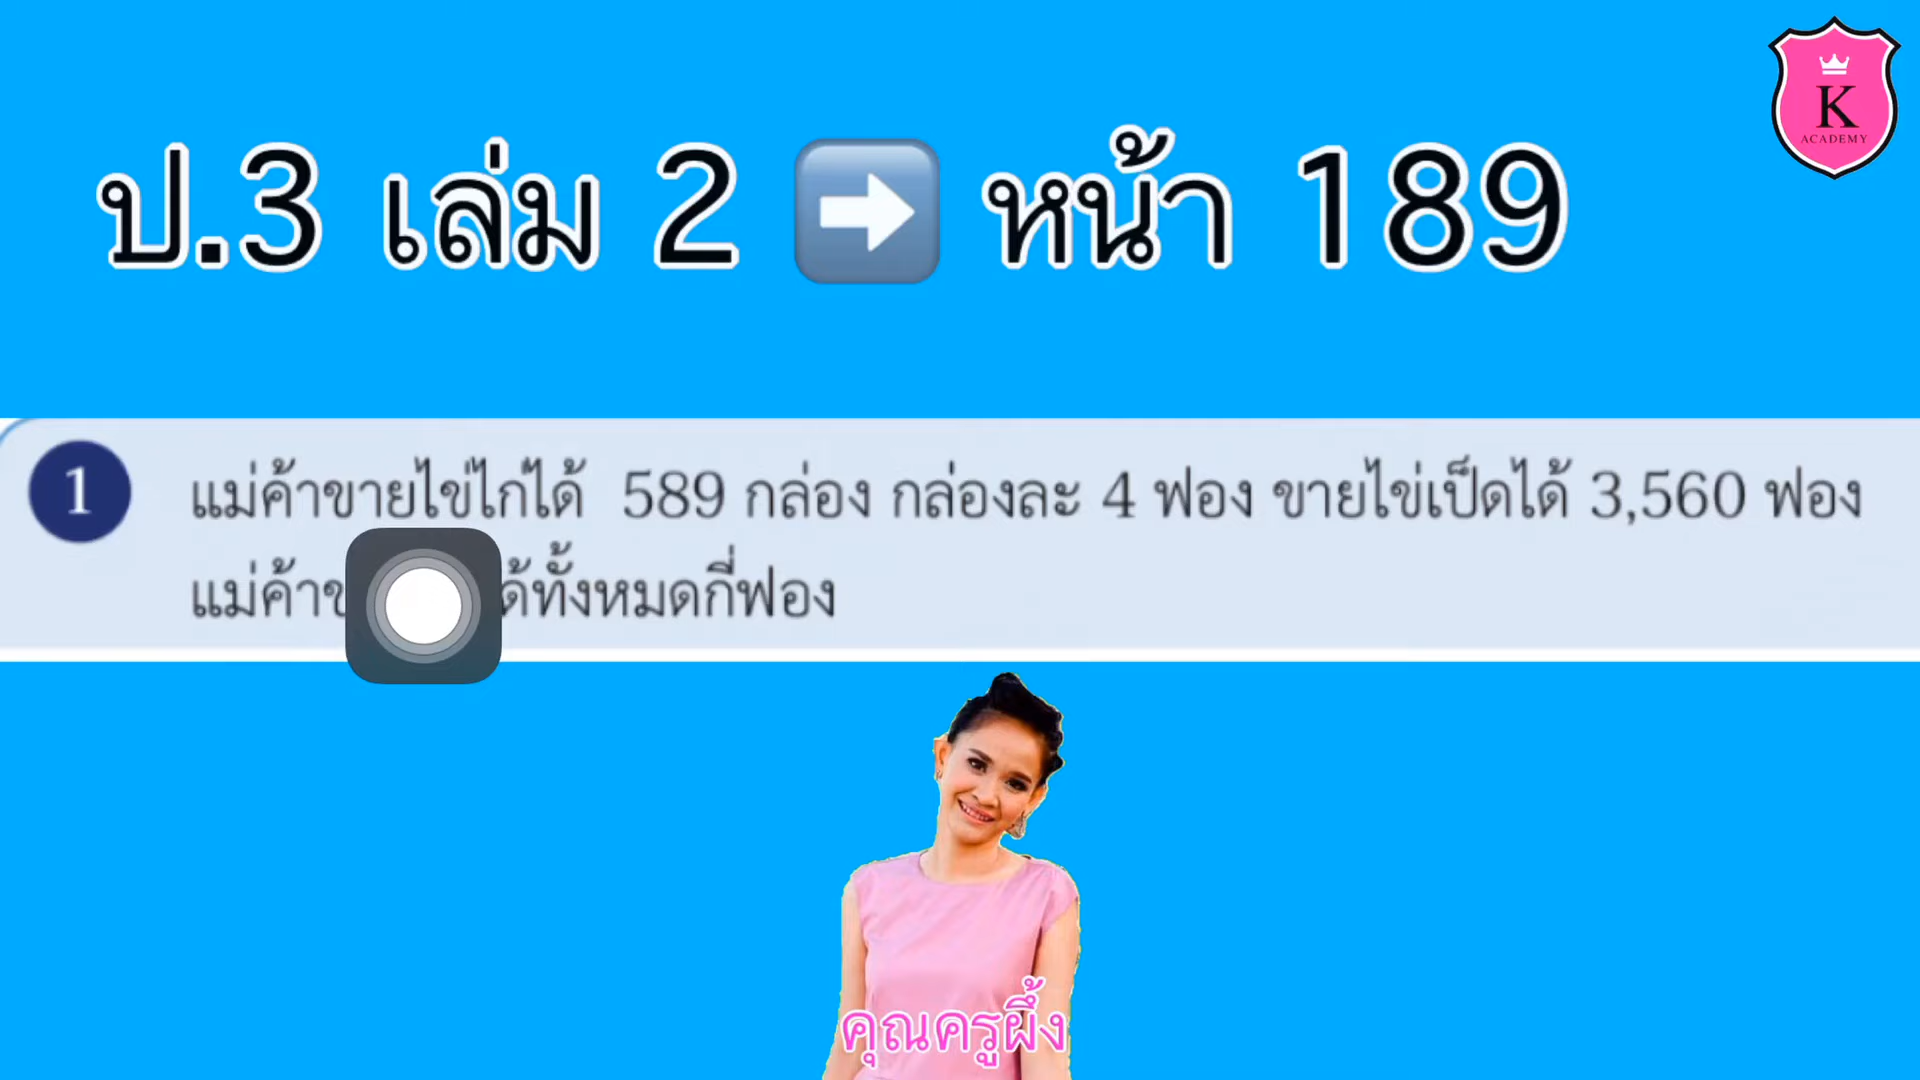 ป.3 เล่ม 2 ➡ หน้า 189
K
ACADEMY
1 แม่ค้าขายไข่ไก่ได้ 589 กล่อง กล่องละ 4 ฟอง ขายไข่เป็ดได้ 3,560 ฟอง
แม่ค้าข ด้ทั้งหมดกี่ฟอง
คุณครูผึ้ง